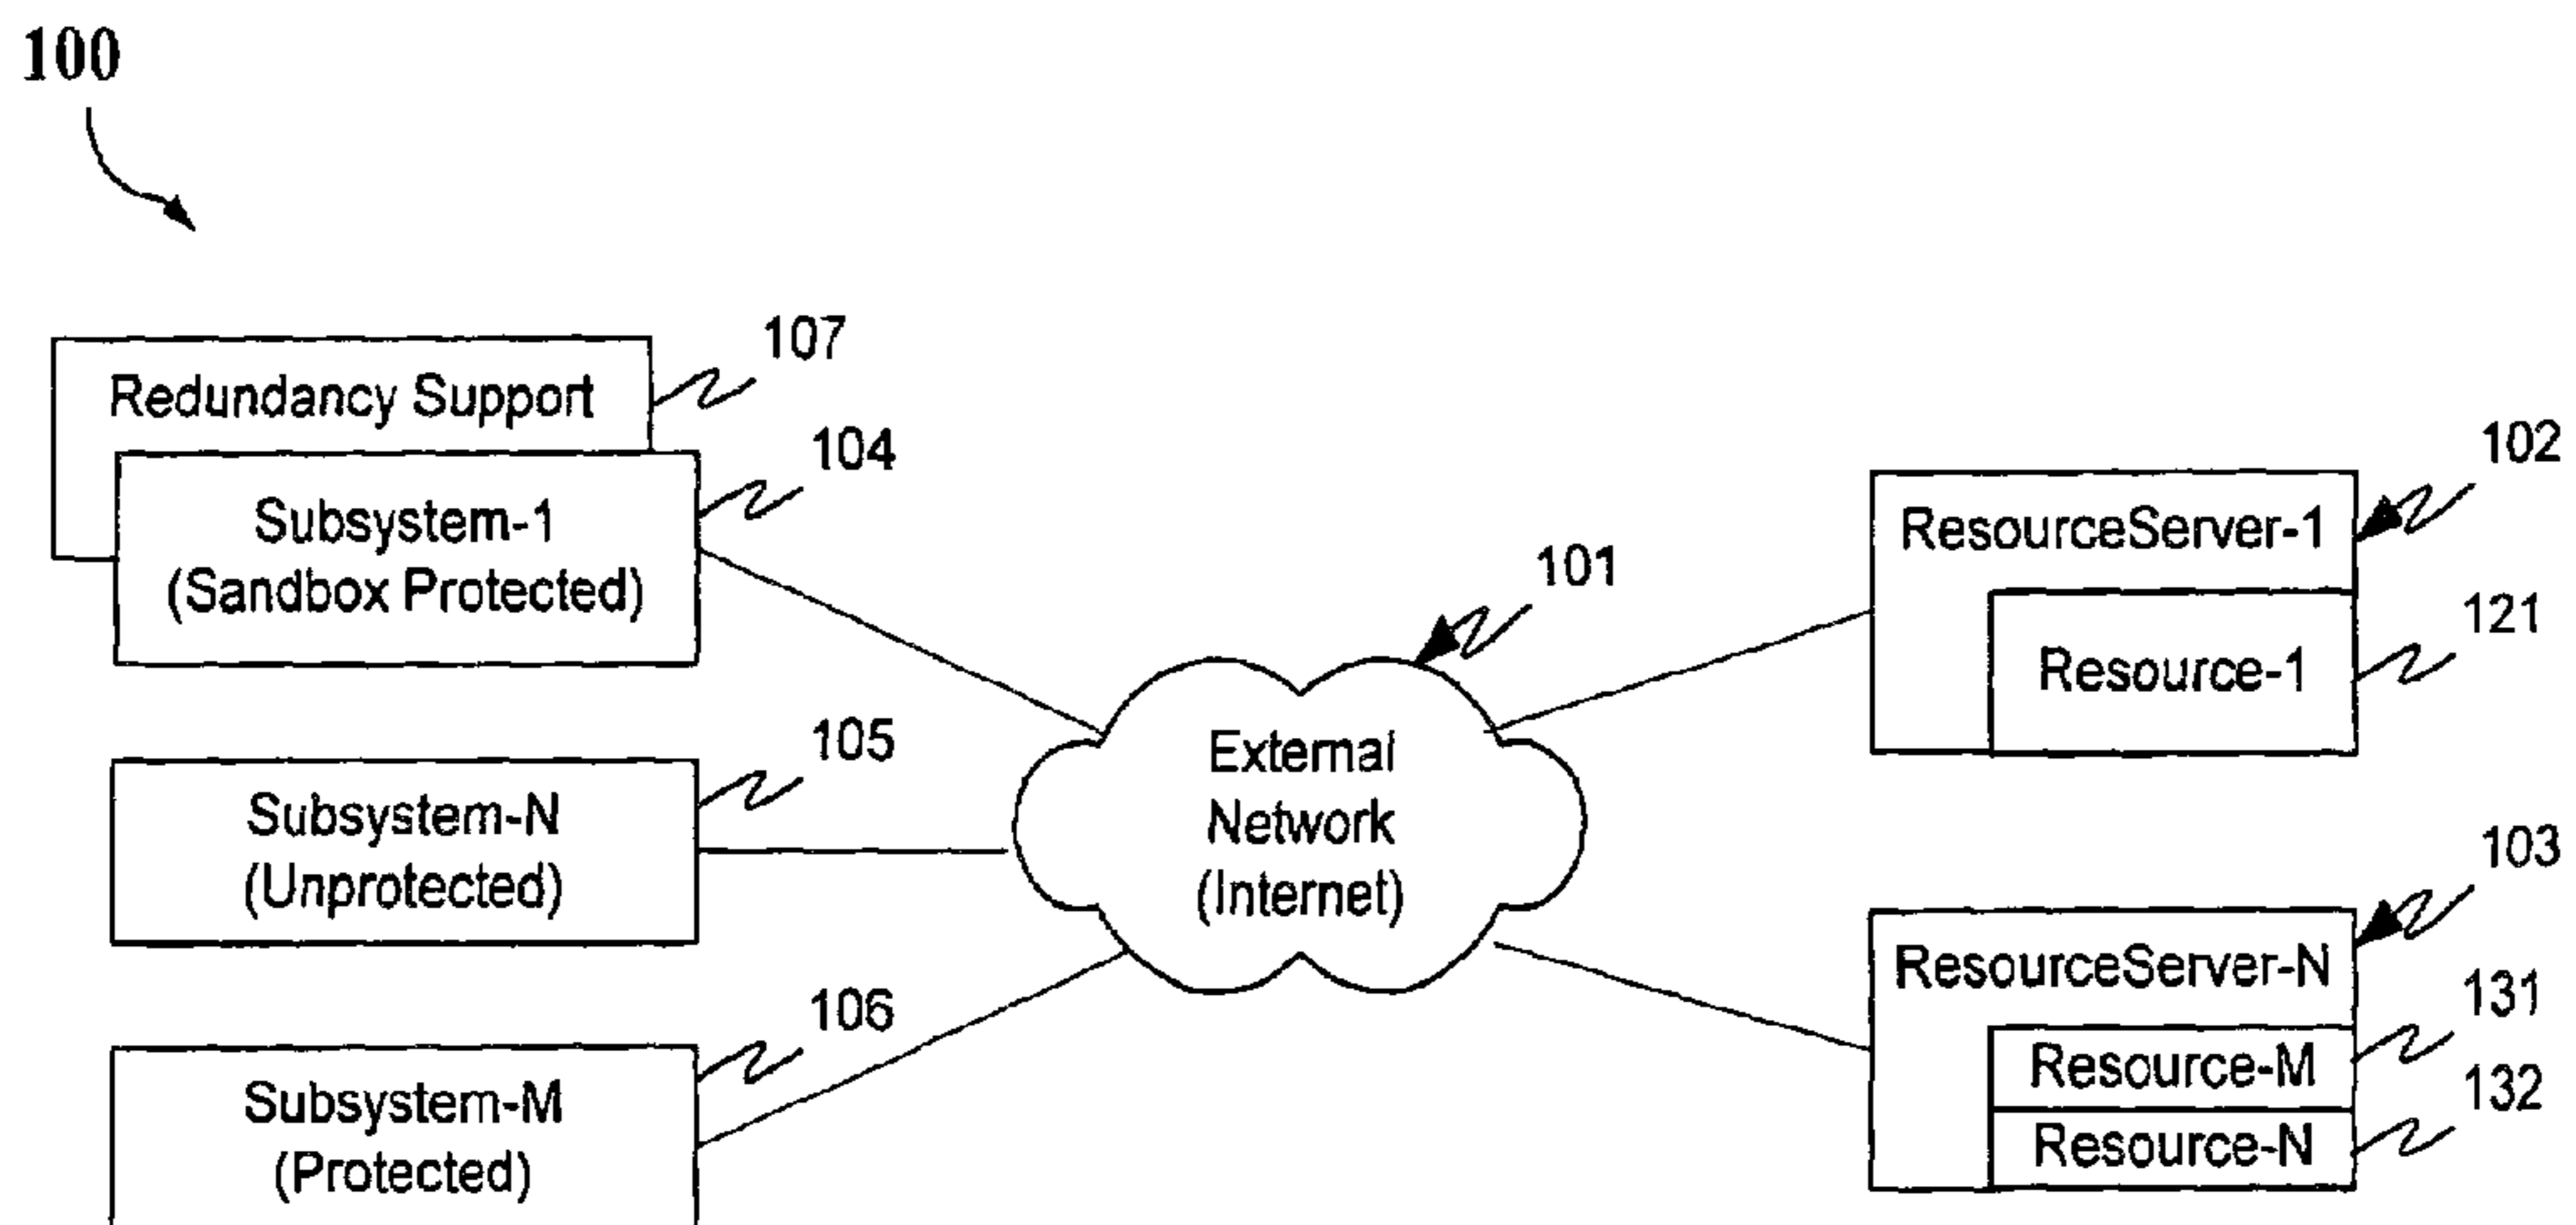 100
107
Redundancy Support
104
Subsystem-1
(Sandbox Protected)
105
Subsystem-N
(Unprotected)
106
Subsystem-M
(Protected)
101
External
Network
(Internet)
102
ResourceServer-1
121
Resource-1
103
ResourceServer-N
131
Resource-M
132
Resource-N